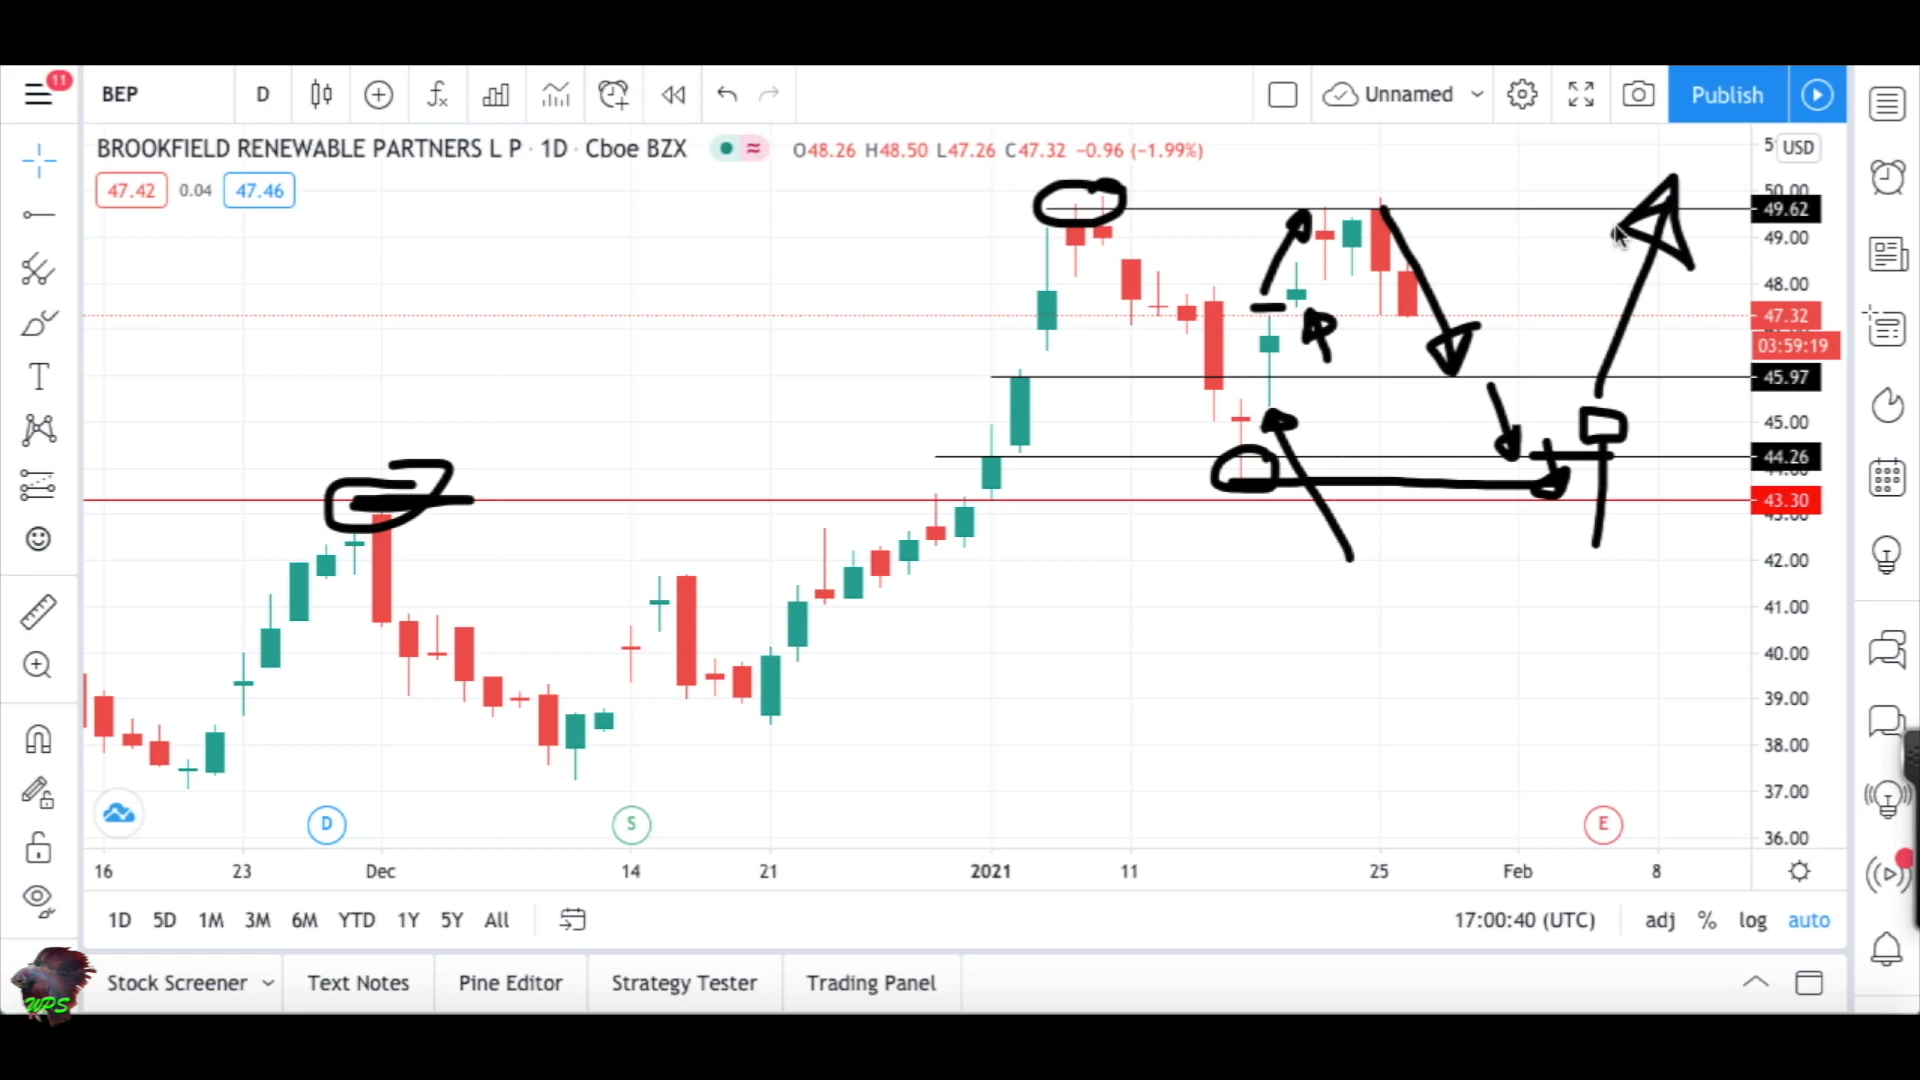 11
BEP D fx Unnamed Publish
BROOKFIELD RENEWABLE PARTNERS L P · 1D · Cboe BZX ≈ O48.26 H48.50 L47.26 C47.32 −0.96 (−1.99%)
USD
47.42 0.04 47.46
50.00
49.62
49.00
48.00
47.32
03:59:19
45.97
45.00
44.26
43.30
42.00
41.00
40.00
39.00
38.00
37.00
36.00
D S E
16 23 Dec 14 21 2021 11 25 Feb 8
1D 5D 1M 3M 6M YTD 1Y 5Y All 17:00:40 (UTC) adj % log auto
Stock Screener Text Notes Pine Editor Strategy Tester Trading Panel
WPS